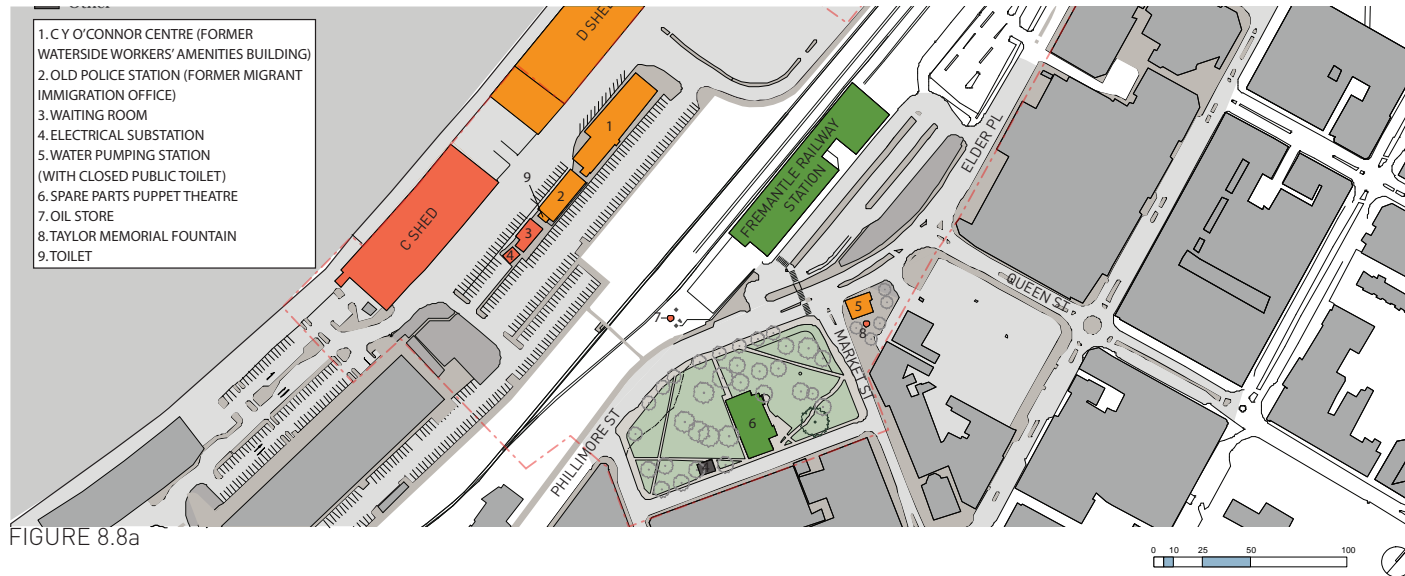 Other
1. C Y O'CONNOR CENTRE (FORMER
WATERSIDE WORKERS' AMENITIES BUILDING)
2. OLD POLICE STATION (FORMER MIGRANT
IMMIGRATION OFFICE)
3. WAITING ROOM
4. ELECTRICAL SUBSTATION
5. WATER PUMPING STATION
(WITH CLOSED PUBLIC TOILET)
6. SPARE PARTS PUPPET THEATRE
7. OIL STORE
8. TAYLOR MEMORIAL FOUNTAIN
9. TOILET
D SHED
1
9
2
3
4
C SHED
FREMANTLE RAILWAY
STATION
ELDER PL
QUEEN ST
5
8
7
MARKET ST
6
PHILLIMORE ST
FIGURE 8.8a
0 10 25 50 100